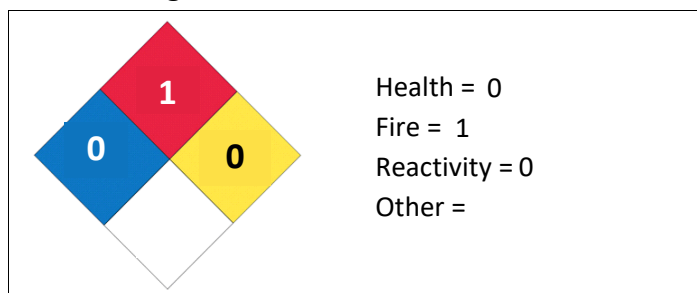 1
0
0
Health = 0
Fire = 1
Reactivity = 0
Other =